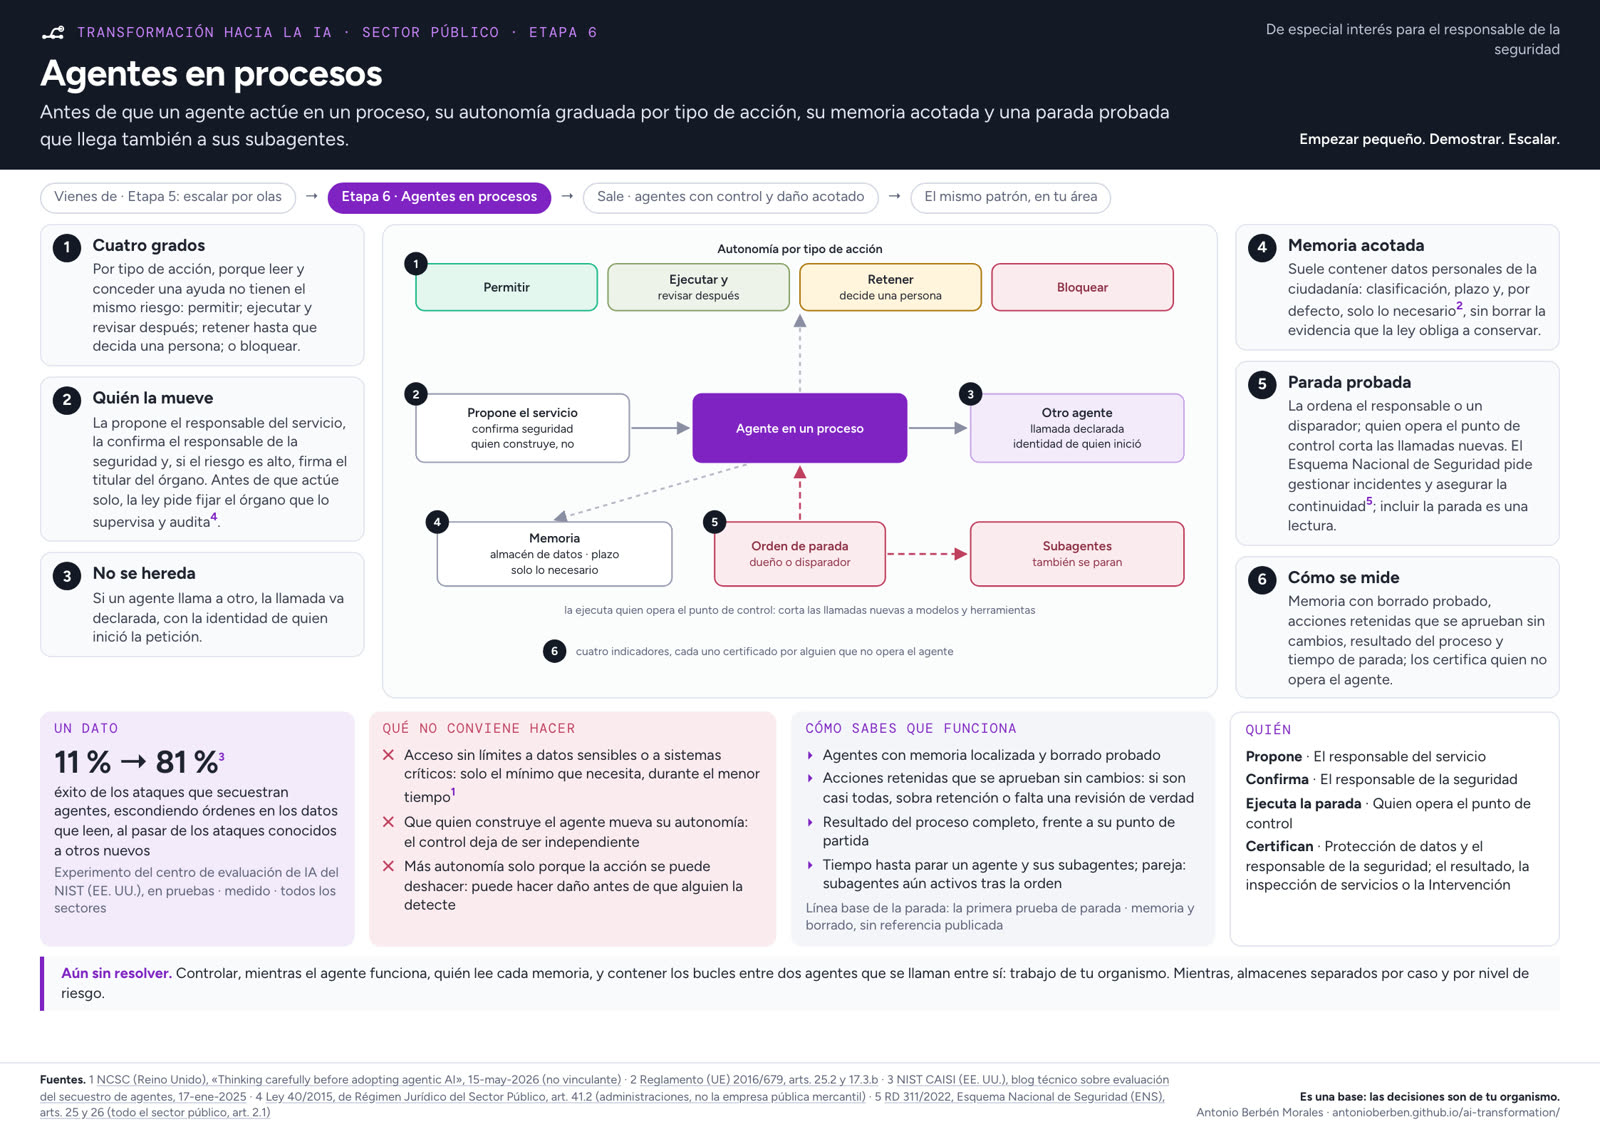 TRANSFORMACIÓN HACIA LA IA · SECTOR PÚBLICO · ETAPA 6
De especial interés para el responsable de la
seguridad
Agentes en procesos
Antes de que un agente actúe en un proceso, su autonomía graduada por tipo de acción, su memoria acotada y una parada probada
que llega también a sus subagentes.
Empezar pequeño. Demostrar. Escalar.
Vienes de · Etapa 5: escalar por olas → Etapa 6 · Agentes en procesos → Sale · agentes con control y daño acotado → El mismo patrón, en tu área
1 Cuatro grados
Por tipo de acción, porque leer y
conceder una ayuda no tienen el
mismo riesgo: permitir; ejecutar y
revisar después; retener hasta que
decida una persona; o bloquear.
2 Quién la mueve
La propone el responsable del servicio,
la confirma el responsable de la
seguridad y, si el riesgo es alto, firma el
titular del órgano. Antes de que actúe
solo, la ley pide fijar el órgano que lo
supervisa y audita4.
3 No se hereda
Si un agente llama a otro, la llamada va
declarada, con la identidad de quien
inició la petición.
Autonomía por tipo de acción
1
Permitir
Ejecutar y
revisar después
Retener
decide una persona
Bloquear
2
Propone el servicio
confirma seguridad
quien construye, no
Agente en un proceso
3
Otro agente
llamada declarada
identidad de quien inició
4
Memoria
almacén de datos · plazo
solo lo necesario
5
Orden de parada
dueño o disparador
Subagentes
también se paran
la ejecuta quien opera el punto de control: corta las llamadas nuevas a modelos y herramientas
6 cuatro indicadores, cada uno certificado por alguien que no opera el agente
4 Memoria acotada
Suele contener datos personales de la
ciudadanía: clasificación, plazo y, por
defecto, solo lo necesario2, sin borrar la
evidencia que la ley obliga a conservar.
5 Parada probada
La ordena el responsable o un
disparador; quien opera el punto de
control corta las llamadas nuevas. El
Esquema Nacional de Seguridad pide
gestionar incidentes y asegurar la
continuidad5; incluir la parada es una
lectura.
6 Cómo se mide
Memoria con borrado probado,
acciones retenidas que se aprueban sin
cambios, resultado del proceso y
tiempo de parada; los certifica quien no
opera el agente.
UN DATO
11 % → 81 %3
éxito de los ataques que secuestran
agentes, escondiendo órdenes en los datos
que leen, al pasar de los ataques conocidos
a otros nuevos
Experimento del centro de evaluación de IA del
NIST (EE. UU.), en pruebas · medido · todos los
sectores
QUÉ NO CONVIENE HACER
Acceso sin límites a datos sensibles o a sistemas
críticos: solo el mínimo que necesita, durante el menor
tiempo1
Que quien construye el agente mueva su autonomía:
el control deja de ser independiente
Más autonomía solo porque la acción se puede
deshacer: puede hacer daño antes de que alguien la
detecte
CÓMO SABES QUE FUNCIONA
Agentes con memoria localizada y borrado probado
Acciones retenidas que se aprueban sin cambios: si son
casi todas, sobra retención o falta una revisión de verdad
Resultado del proceso completo, frente a su punto de
partida
Tiempo hasta parar un agente y sus subagentes; pareja:
subagentes aún activos tras la orden
Línea base de la parada: la primera prueba de parada · memoria y
borrado, sin referencia publicada
QUIÉN
Propone · El responsable del servicio
Confirma · El responsable de la seguridad
Ejecuta la parada · Quien opera el punto de
control
Certifican · Protección de datos y el
responsable de la seguridad; el resultado, la
inspección de servicios o la Intervención
Aún sin resolver. Controlar, mientras el agente funciona, quién lee cada memoria, y contener los bucles entre dos agentes que se llaman entre sí: trabajo de tu organismo. Mientras, almacenes separados por caso y por nivel de
riesgo.
Fuentes. 1 NCSC (Reino Unido), «Thinking carefully before adopting agentic AI», 15-may-2026 (no vinculante) · 2 Reglamento (UE) 2016/679, arts. 25.2 y 17.3.b · 3 NIST CAISI (EE. UU.), blog técnico sobre evaluación
del secuestro de agentes, 17-ene-2025 · 4 Ley 40/2015, de Régimen Jurídico del Sector Público, art. 41.2 (administraciones, no la empresa pública mercantil) · 5 RD 311/2022, Esquema Nacional de Seguridad (ENS),
arts. 25 y 26 (todo el sector público, art. 2.1)
Es una base: las decisiones son de tu organismo.
Antonio Berbén Morales · antonioberben.github.io/ai-transformation/